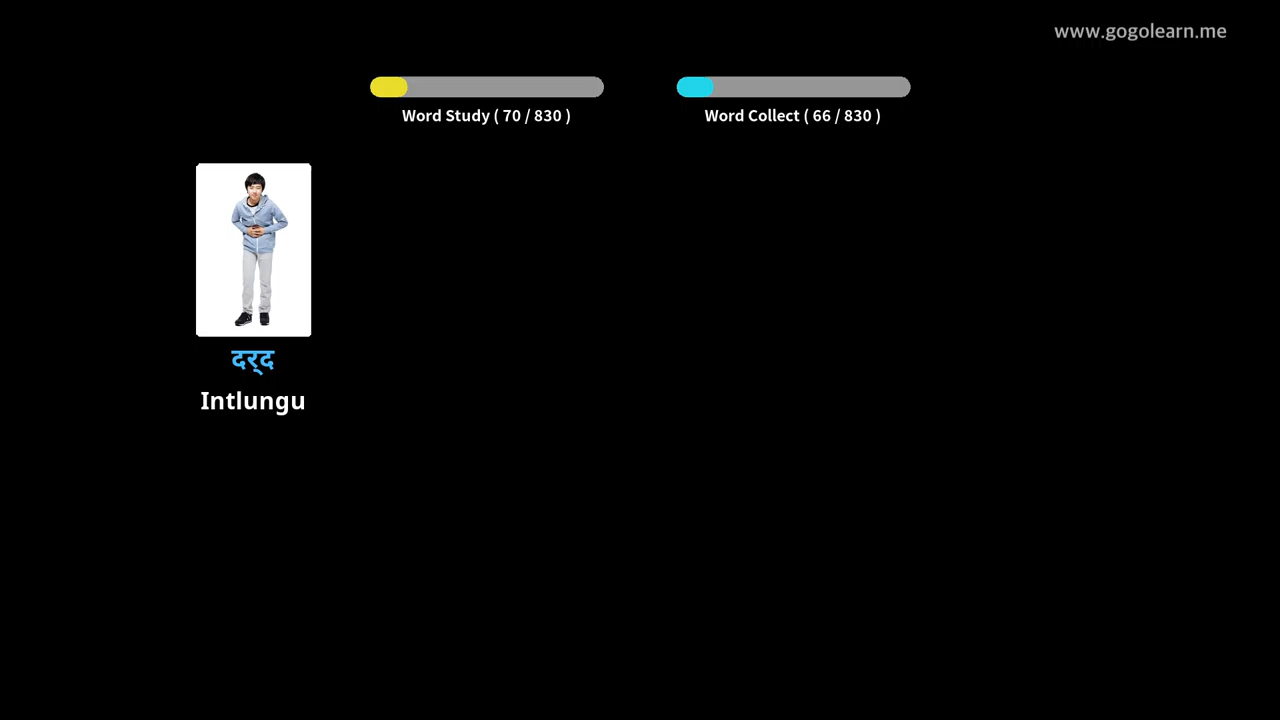 www.gogolearn.me
Word Study ( 70 / 830 )
Word Collect ( 66 / 830 )
दर्द
Intlungu